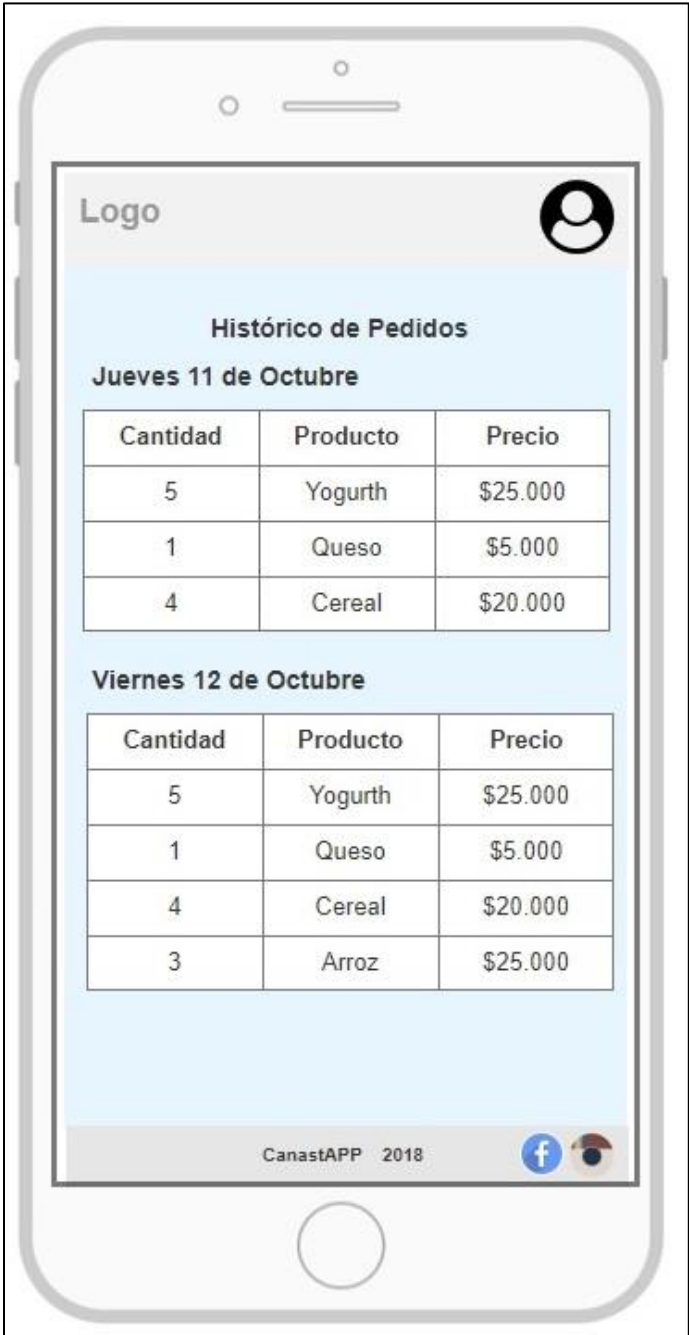 Logo
Histórico de Pedidos
Jueves 11 de Octubre
Cantidad Producto Precio
5 Yogurth $25.000
1 Queso $5.000
4 Cereal $20.000
Viernes 12 de Octubre
Cantidad Producto Precio
5 Yogurth $25.000
1 Queso $5.000
4 Cereal $20.000
3 Arroz $25.000
CanastAPP 2018 f